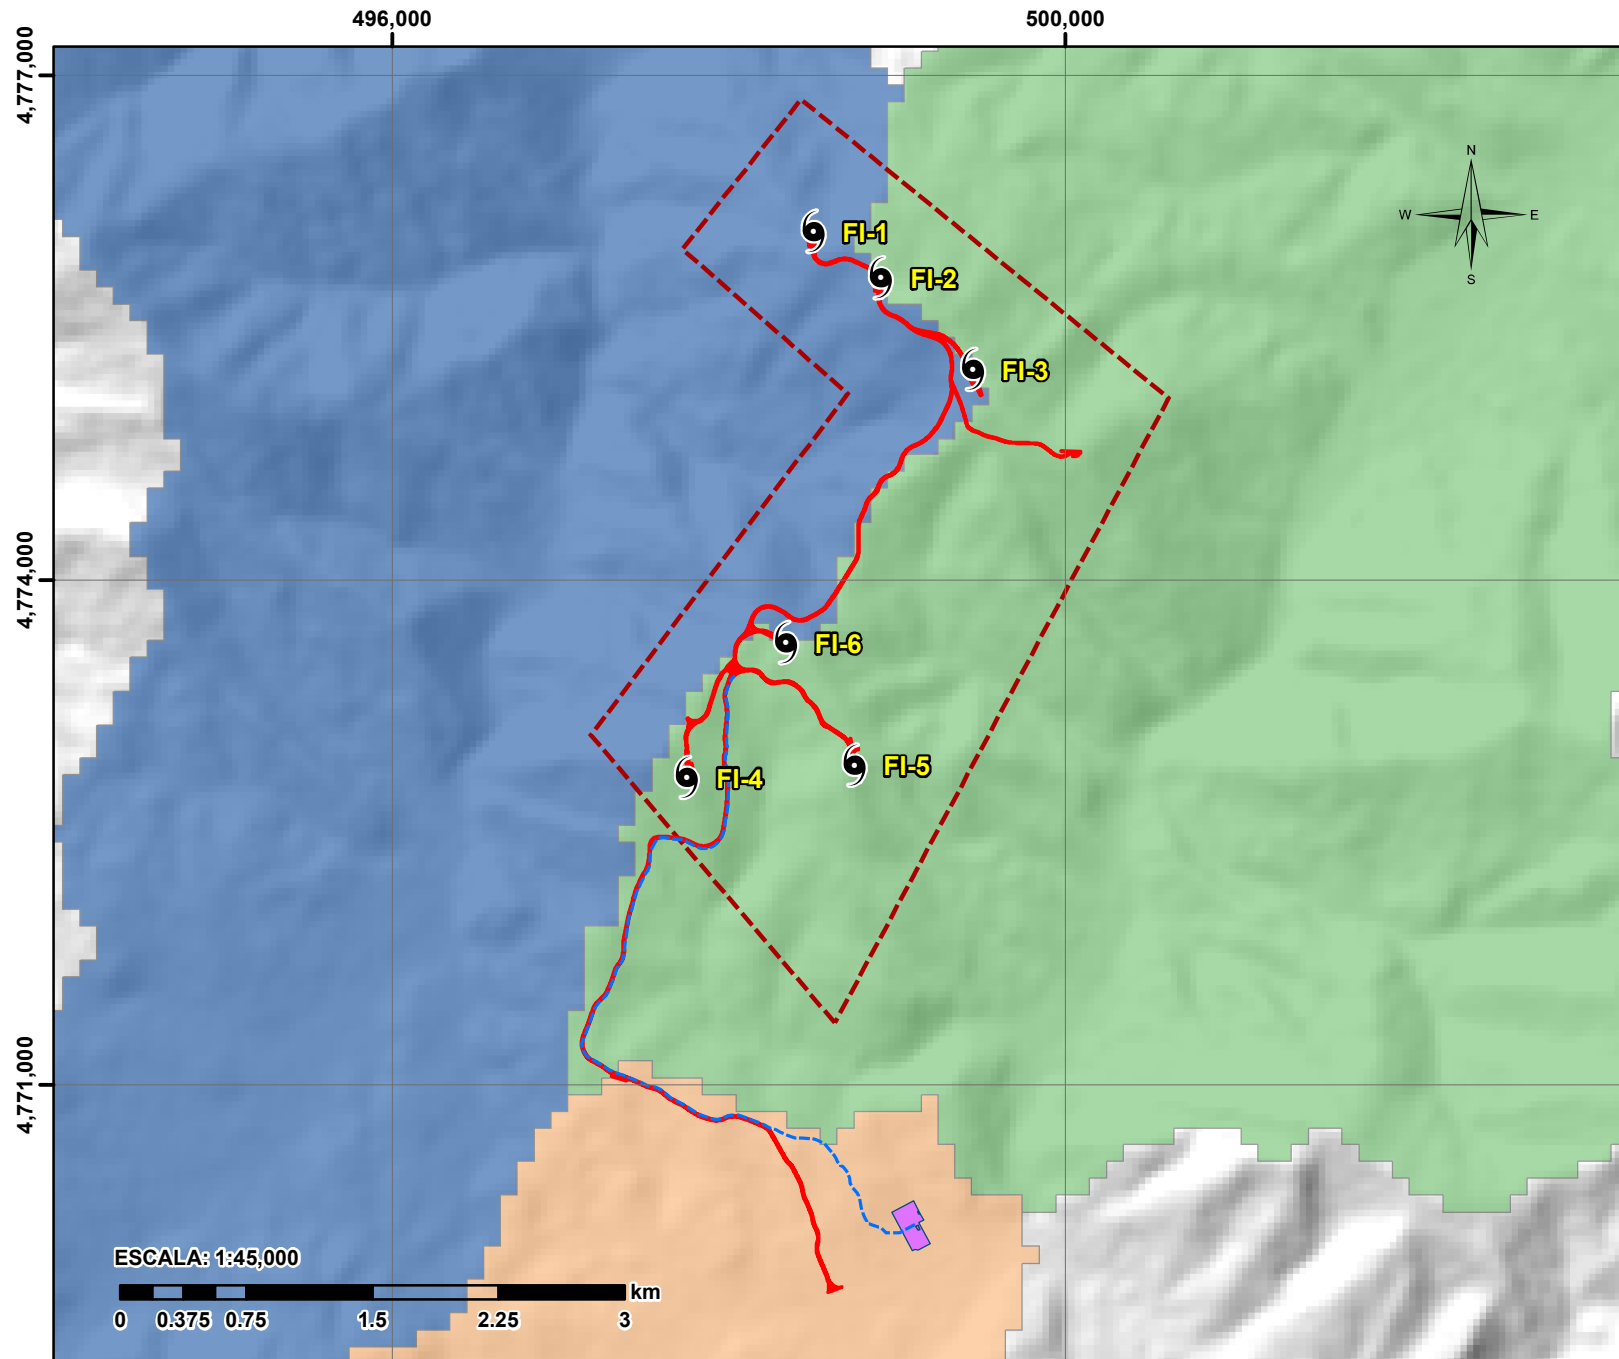 496,000 500,000
4,777,000
N
W E
S
FI-1
FI-2
FI-3
4,774,000
FI-6
FI-5
FI-4
4,771,000
ESCALA: 1:45,000
km
0 0.375 0.75 1.5 2.25 3